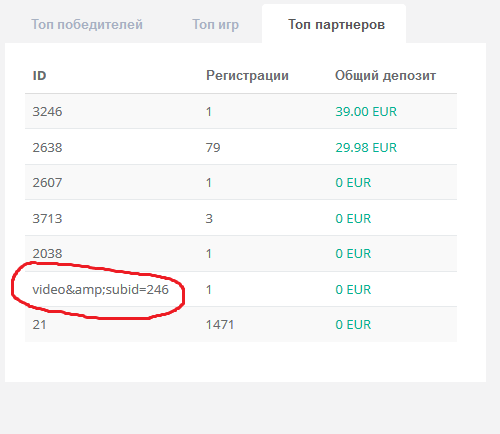 Топ победителей Топ игр Топ партнеров
ID Регистрации Общий депозит
3246 1 39.00 EUR
2638 79 29.98 EUR
2607 1 0 EUR
3713 3 0 EUR
2038 1 0 EUR
video&amp;subid=246 1 0 EUR
21 1471 0 EUR